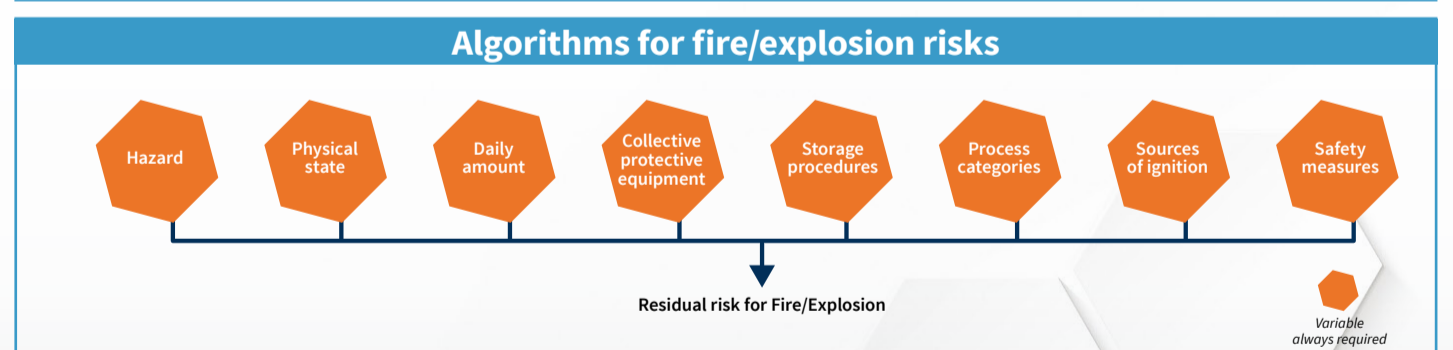 Algorithms for fire/explosion risks
Hazard
Physical
state
Daily
amount
Collective
protective
equipment
Storage
procedures
Process
categories
Sources
of ignition
Safety
measures
Residual risk for Fire/Explosion
Variable
always required